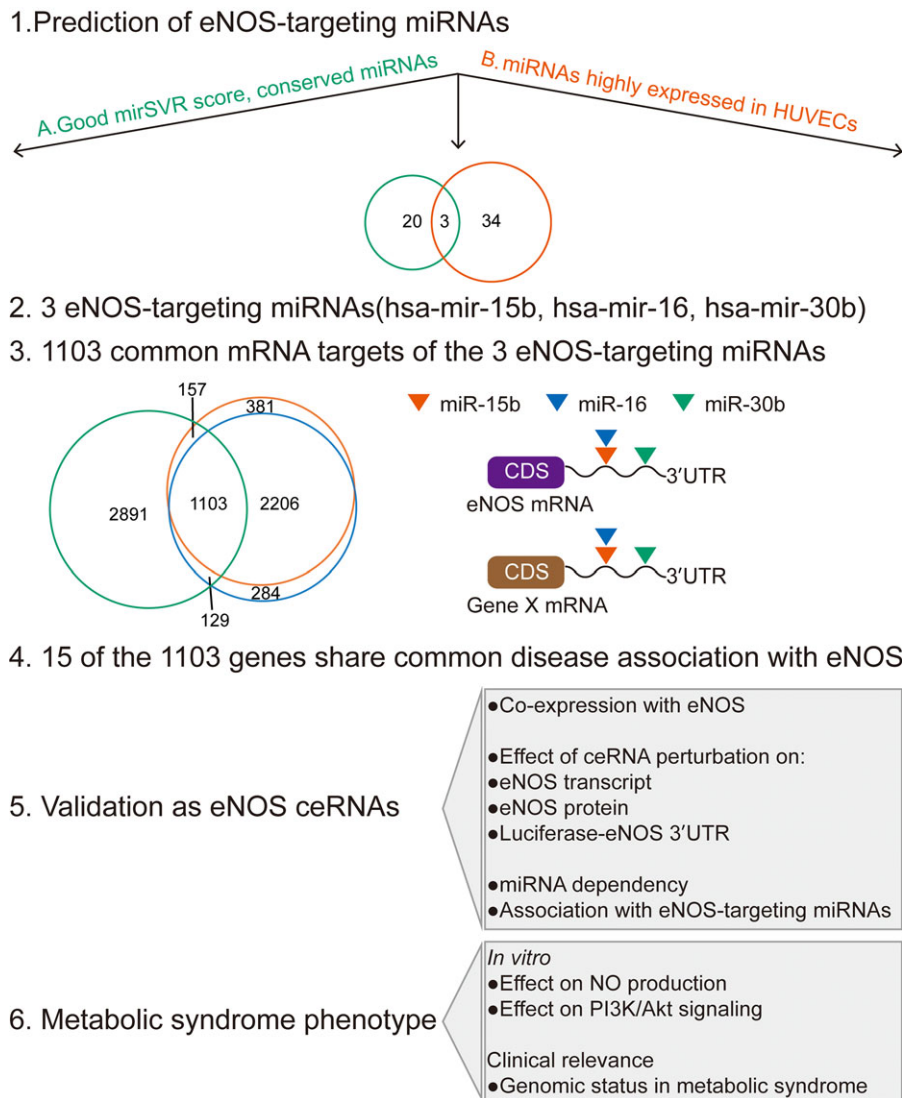 1.Prediction of eNOS-targeting miRNAs
A.Good mirSVR score, conserved miRNAs
B. miRNAs highly expressed in HUVECs
20 3 34
2. 3 eNOS-targeting miRNAs(hsa-mir-15b, hsa-mir-16, hsa-mir-30b)
3. 1103 common mRNA targets of the 3 eNOS-targeting miRNAs
157
381
2891 1103 2206
284
129
miR-15b miR-16 miR-30b
CDS 3′UTR
eNOS mRNA
CDS 3′UTR
Gene X mRNA
4. 15 of the 1103 genes share common disease association with eNOS
5. Validation as eNOS ceRNAs
●Co-expression with eNOS
●Effect of ceRNA perturbation on:
●eNOS transcript
●eNOS protein
●Luciferase-eNOS 3′UTR
●miRNA dependency
●Association with eNOS-targeting miRNAs
6. Metabolic syndrome phenotype
In vitro
●Effect on NO production
●Effect on PI3K/Akt signaling
Clinical relevance
●Genomic status in metabolic syndrome